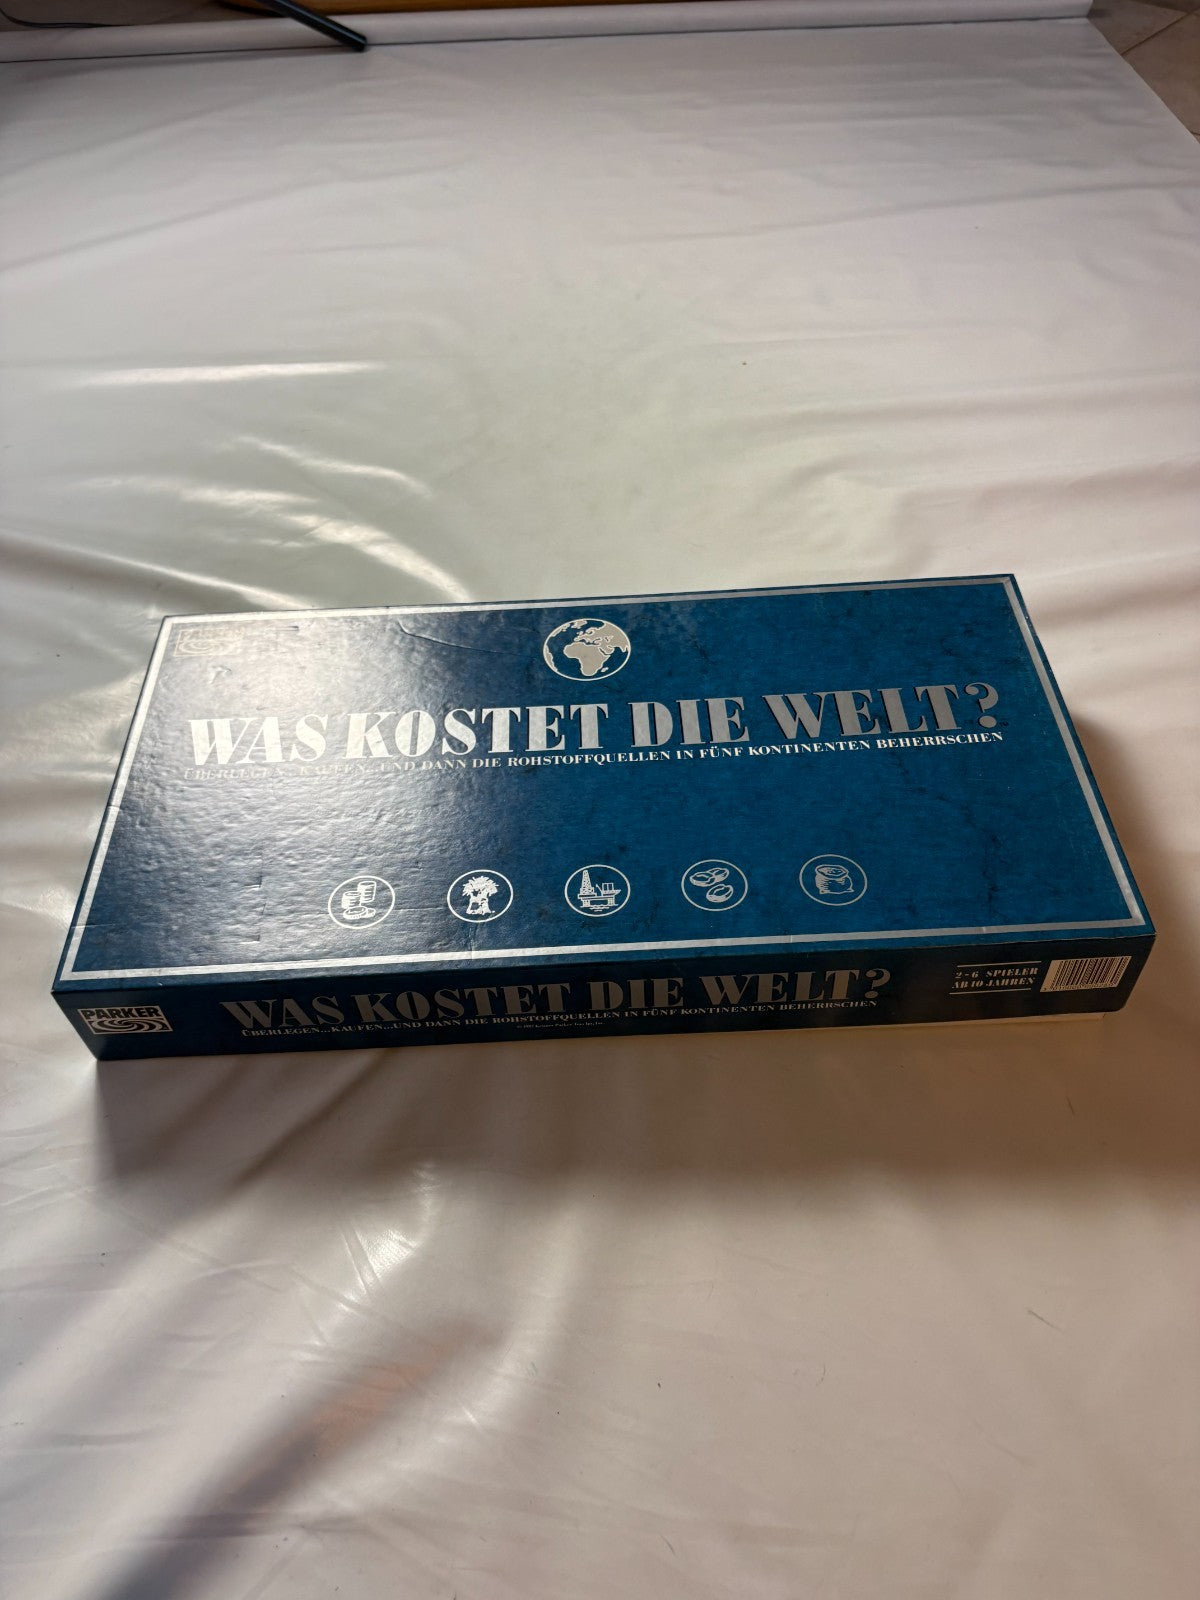 WAS KOSTET DIE WELT?
ÜBERLEGEN...KAUFEN...UND DANN DIE ROHSTOFFQUELLEN IN FÜNF KONTINENTEN BEHERRSCHEN
PARKER
WAS KOSTET DIE WELT?
ÜBERLEGEN...KAUFEN...UND DANN DIE ROHSTOFFQUELLEN IN FÜNF KONTINENTEN BEHERRSCHEN
2-6 SPIELER
AB 10 JAHREN